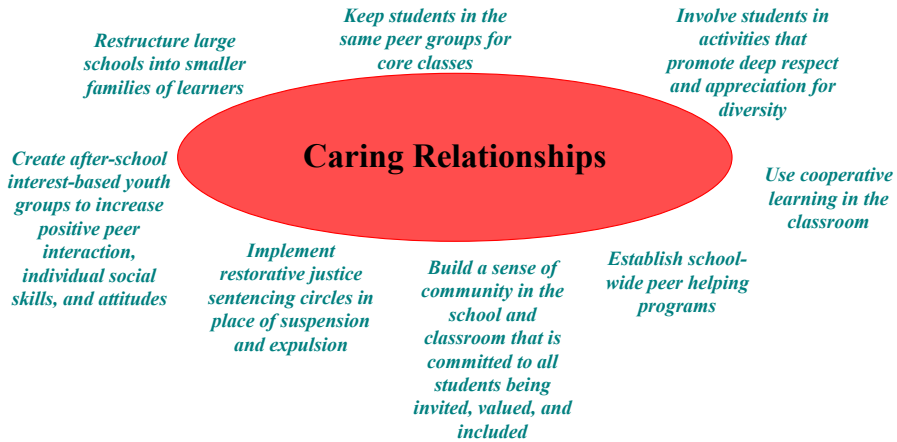 Restructure large
schools into smaller
families of learners
Keep students in the
same peer groups for
core classes
Involve students in
activities that
promote deep respect
and appreciation for
diversity
Caring Relationships
Create after-school
interest-based youth
groups to increase
positive peer
interaction,
individual social
skills, and attitudes
Use cooperative
learning in the
classroom
Implement
restorative justice
sentencing circles in
place of suspension
and expulsion
Build a sense of
community in the
school and
classroom that is
committed to all
students being
invited, valued, and
included
Establish school-
wide peer helping
programs